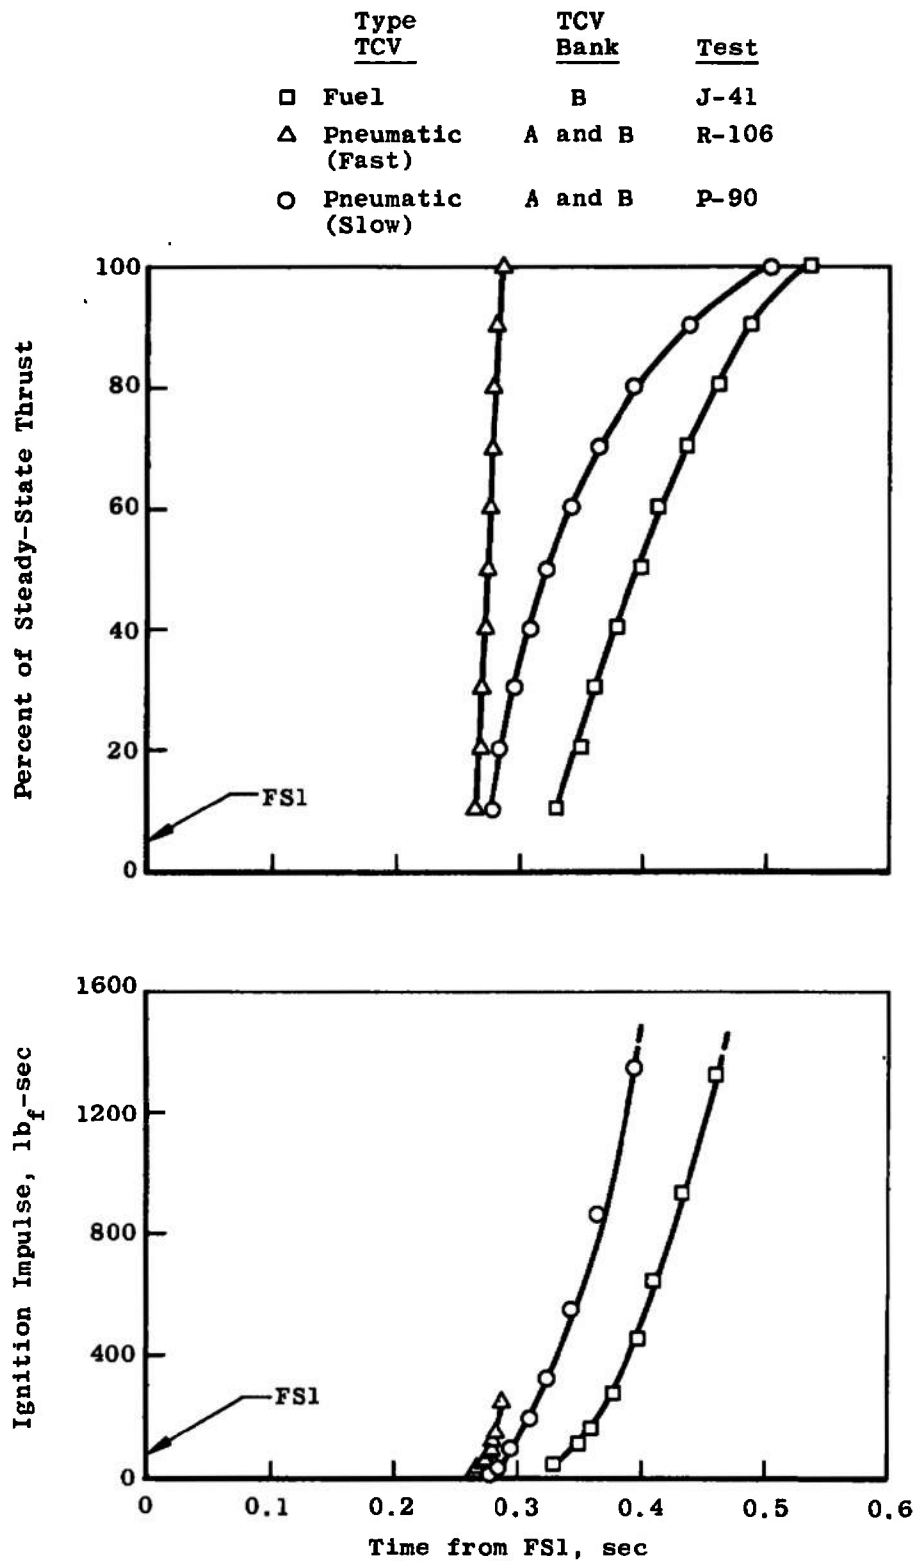 Type TCV
TCV Bank
Test
□ Fuel B J-41
△ Pneumatic (Fast) A and B R-106
○ Pneumatic (Slow) A and B P-90
Percent of Steady-State Thrust
100
80
60
40
20
0
FS1
Ignition Impulse, lbf-sec
1600
1200
800
400
0
FS1
0 0.1 0.2 0.3 0.4 0.5 0.6
Time from FS1, sec